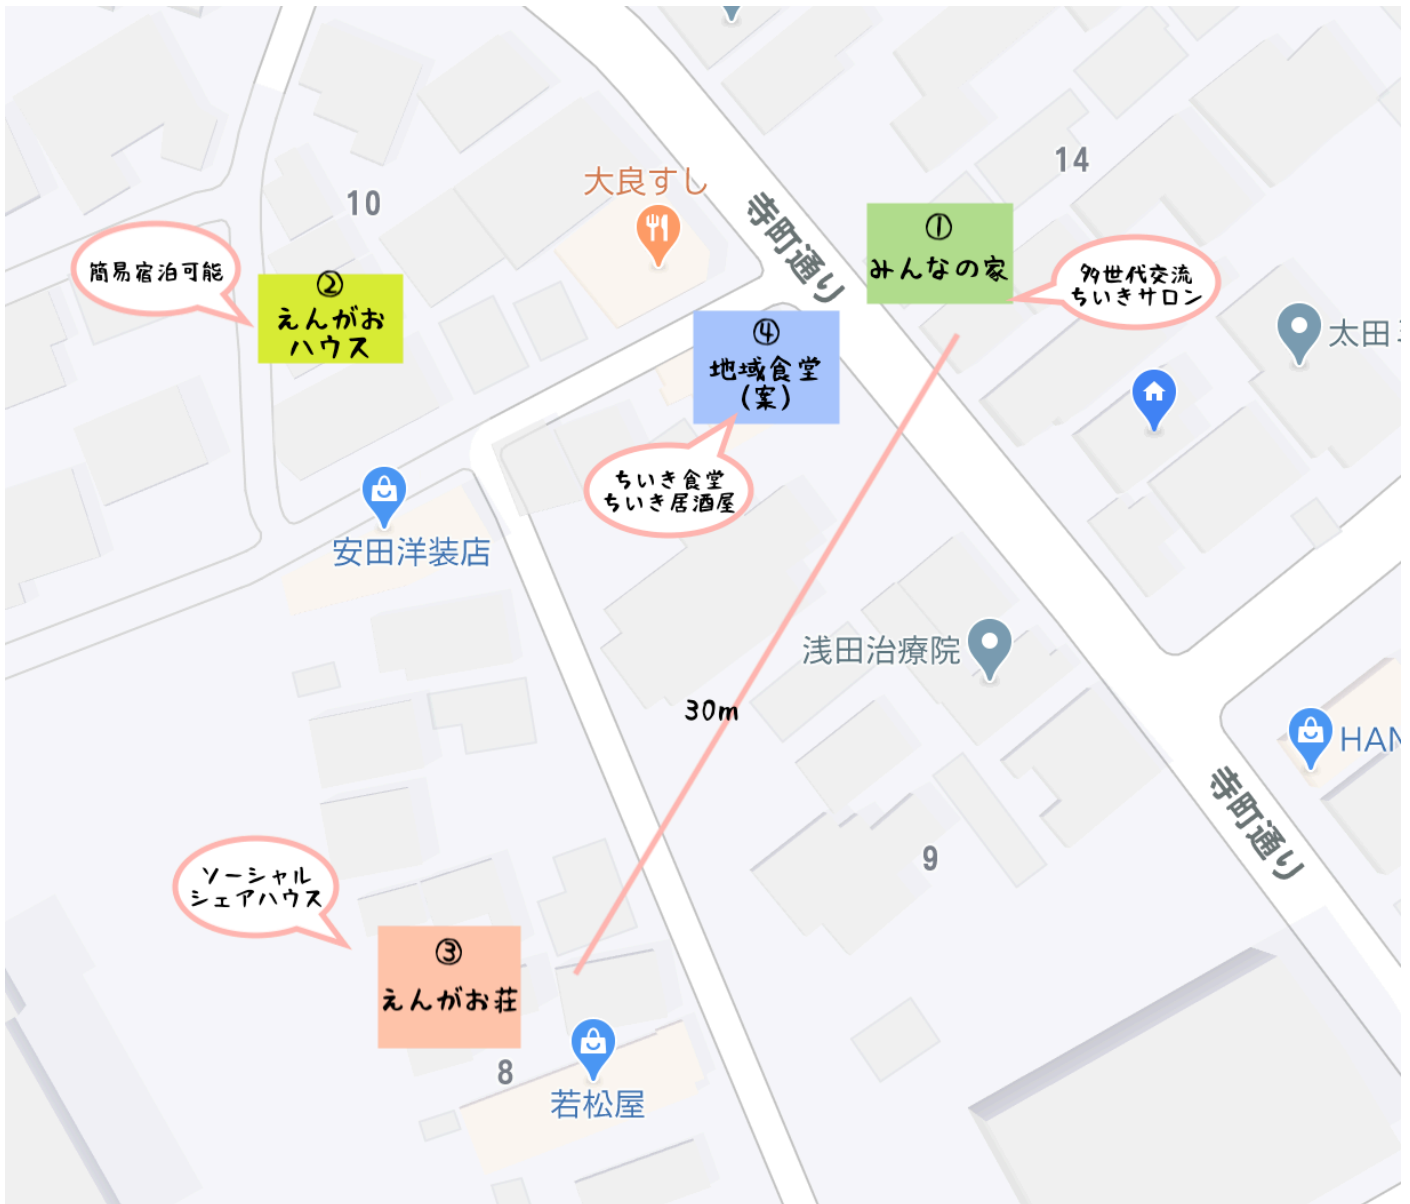 大良すし
14
10
寺町通り
①
みんなの家
多世代交流
ちいきサロン
簡易宿泊可能
②
えんがお
ハウス
④
地域食堂
(案)
太田
ちいき食堂
ちいき居酒屋
安田洋装店
浅田治療院
30m
HAN
寺町通り
9
ソーシャル
シェアハウス
③
えんがお荘
8
若松屋